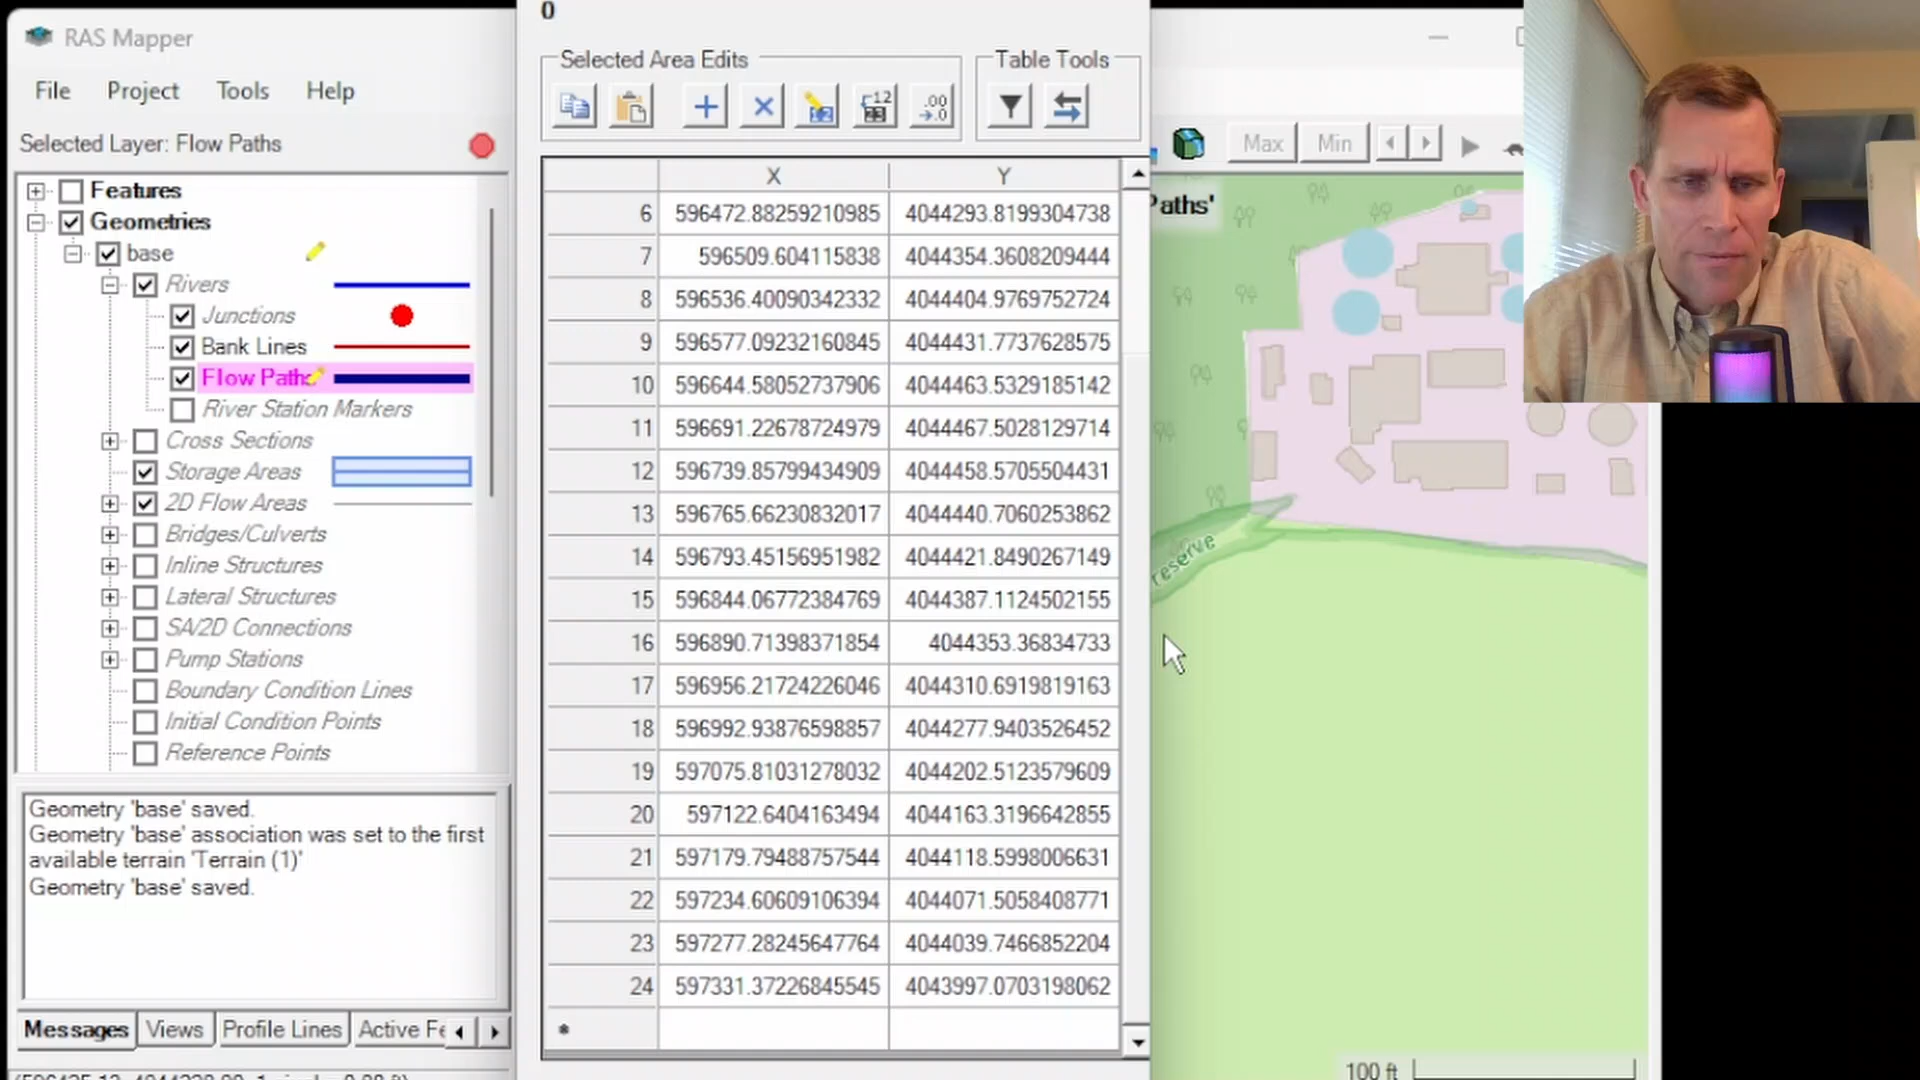 RAS Mapper
File Project Tools Help
Selected Layer: Flow Paths
Features
Geometries
base
Rivers
Junctions
Bank Lines
Flow Paths
River Station Markers
Cross Sections
Storage Areas
2D Flow Areas
Bridges/Culverts
Inline Structures
Lateral Structures
SA/2D Connections
Pump Stations
Boundary Condition Lines
Initial Condition Points
Reference Points
Geometry 'base' saved.
Geometry 'base' association was set to the first
available terrain 'Terrain (1)'
Geometry 'base' saved.
Messages Views Profile Lines Active Fe
0
Selected Area Edits Table Tools
X Y
6 596472.88259210985 4044293.8199304738
7 596509.604115838 4044354.3608209444
8 596536.40090342332 4044404.9769752724
9 596577.09232160845 4044431.7737628575
10 596644.58052737906 4044463.5329185142
11 596691.22678724979 4044467.5028129714
12 596739.85799434909 4044458.5705504431
13 596765.66230832017 4044440.7060253862
14 596793.45156951982 4044421.8490267149
15 596844.06772384769 4044387.1124502155
16 596890.71398371854 4044353.36834733
17 596956.21724226046 4044310.6919819163
18 596992.93876598857 4044277.9403526452
19 597075.81031278032 4044202.5123579609
20 597122.6404163494 4044163.3196642855
21 597179.79488757544 4044118.5998006631
22 597234.60609106394 4044071.5058408771
23 597277.28245647764 4044039.7466852204
24 597331.37226845545 4043997.0703198062
*
Max Min
Paths'
reserve
100 ft